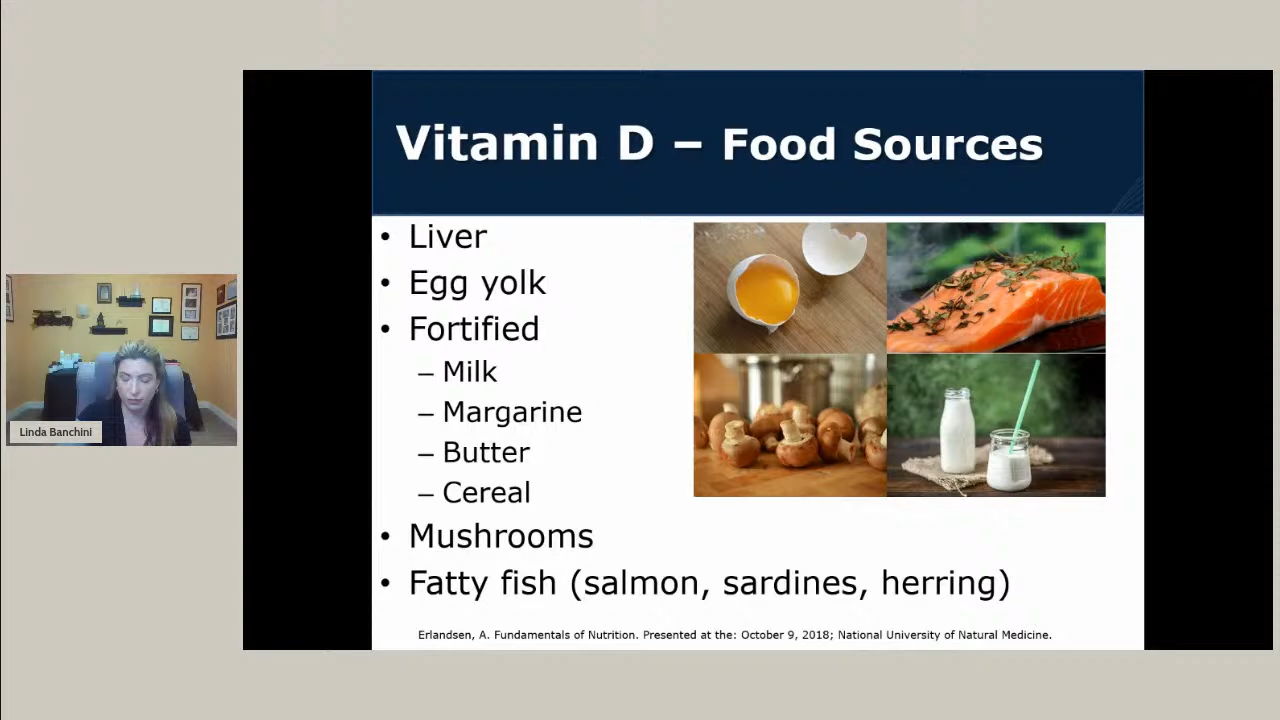 Vitamin D – Food Sources
• Liver
• Egg yolk
• Fortified
– Milk
– Margarine
– Butter
– Cereal
• Mushrooms
• Fatty fish (salmon, sardines, herring)
Erlandsen, A. Fundamentals of Nutrition. Presented at the: October 9, 2018; National University of Natural Medicine.
Linda Banchini